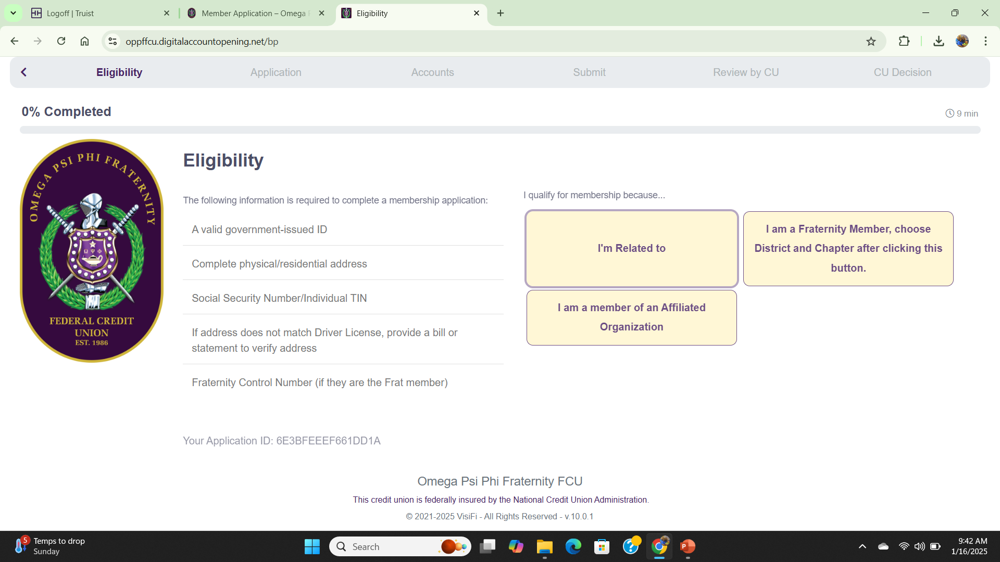 Logoff | Truist
Member Application – Omega
Eligibility
oppffcu.digitalaccountopening.net/bp
Eligibility
Application
Accounts
Submit
Review by CU
CU Decision
0% Completed
9 min
OMEGA PSI PHI FRATERNITY
ΩΨΦ
FEDERAL CREDIT
UNION
EST. 1986
Eligibility
The following information is required to complete a membership application:
A valid government-issued ID
Complete physical/residential address
Social Security Number/Individual TIN
If address does not match Driver License, provide a bill or
statement to verify address
Fraternity Control Number (if they are the Frat member)
I qualify for membership because...
I'm Related to
I am a Fraternity Member, choose
District and Chapter after clicking this
button.
I am a member of an Affiliated
Organization
Your Application ID: 6E3BFEEEF661DD1A
Omega Psi Phi Fraternity FCU
This credit union is federally insured by the National Credit Union Administration.
© 2021-2025 VisiFi - All Rights Reserved - v.10.0.1
5
Temps to drop
Sunday
Search
P
9:42 AM
1/16/2025